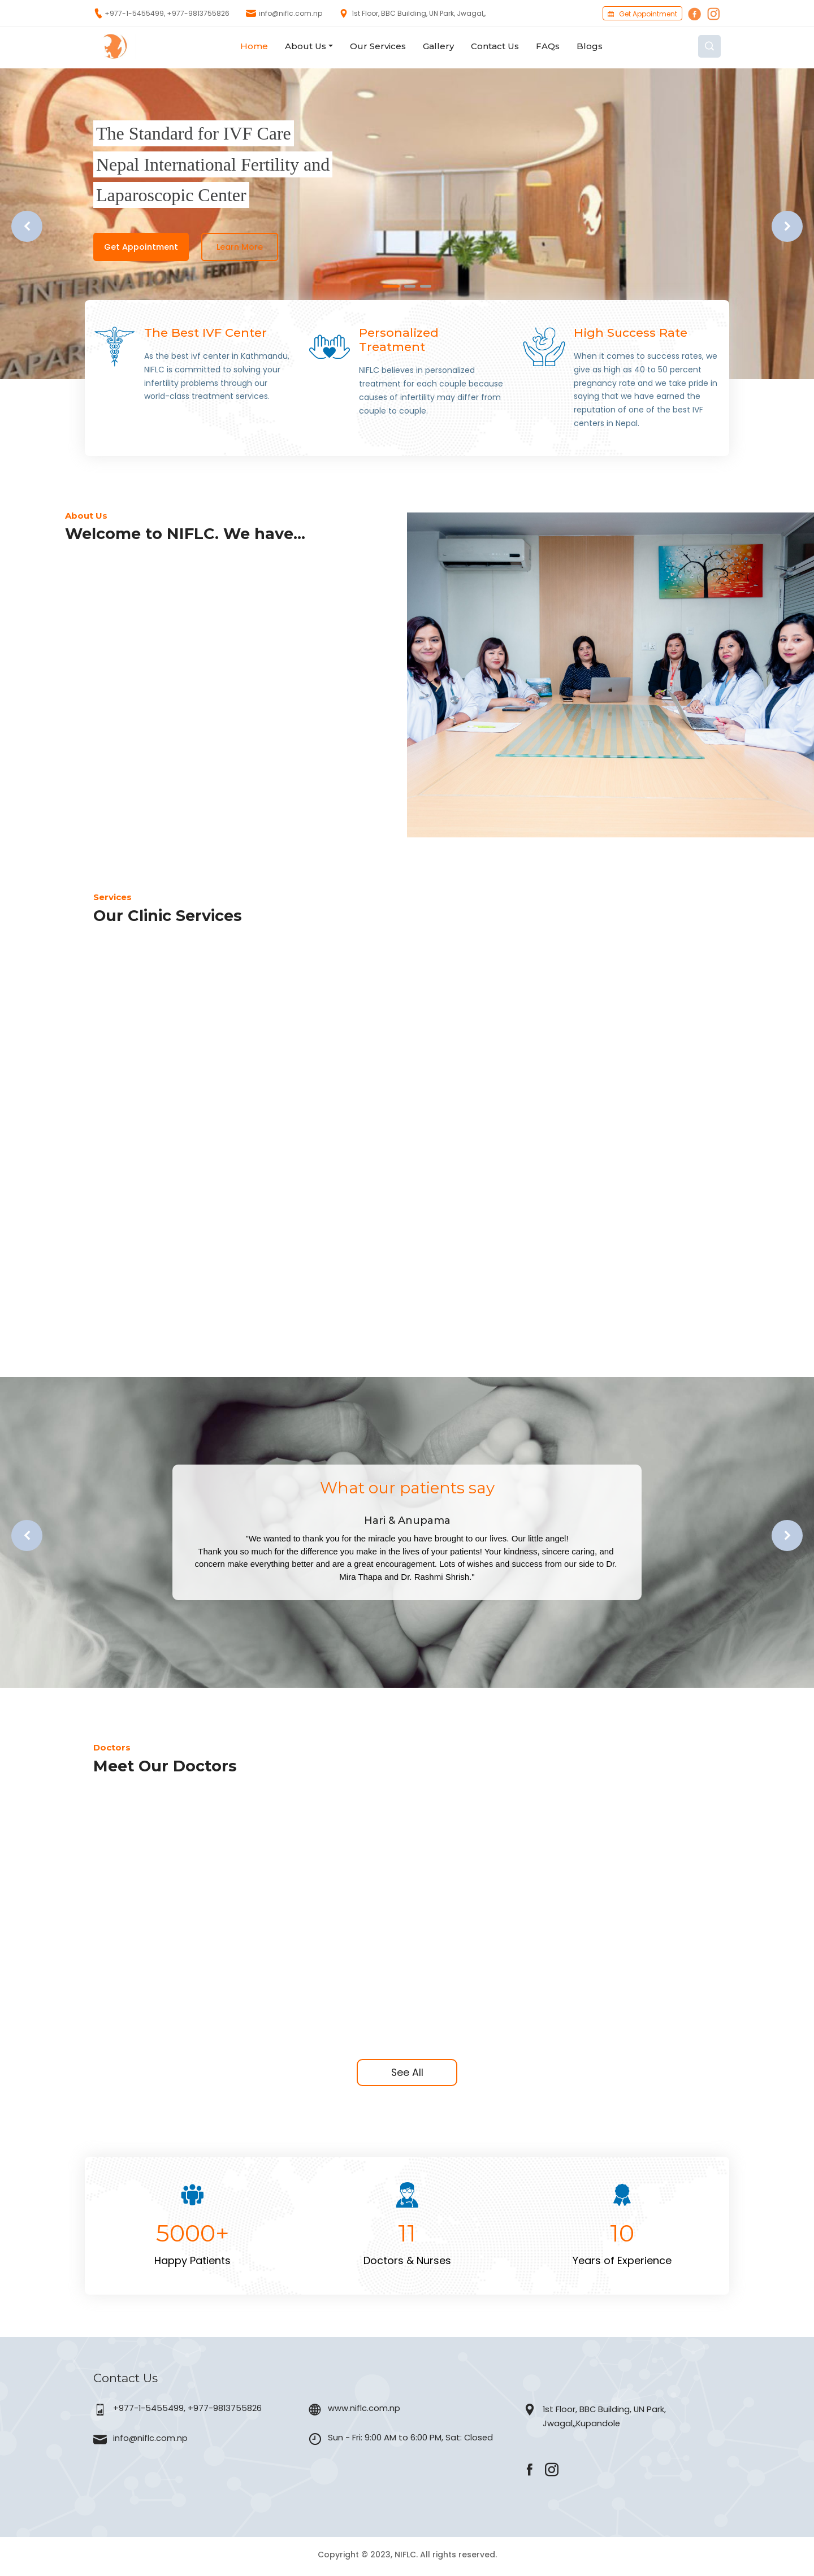 +977-1-5455499, +977-9813755826
info@niflc.com.np
1st Floor, BBC Building, UN Park, Jwagal,,
Get Appointment
Home
About Us
Our Services
Gallery
Contact Us
FAQs
Blogs
The Standard for IVF Care
Nepal International Fertility and
Laparoscopic Center
Get Appointment
Learn More
INTERNATIONAL FERTILITY
The Best IVF Center
As the best ivf center in Kathmandu,
NIFLC is committed to solving your
infertility problems through our
world-class treatment services.
Personalized
Treatment
NIFLC believes in personalized
treatment for each couple because
causes of infertility may differ from
couple to couple.
High Success Rate
When it comes to success rates, we
give as high as 40 to 50 percent
pregnancy rate and we take pride in
saying that we have earned the
reputation of one of the best IVF
centers in Nepal.
About Us
Welcome to NIFLC. We have...
Services
Our Clinic Services
What our patients say
Hari & Anupama
"We wanted to thank you for the miracle you have brought to our lives. Our little angel!
Thank you so much for the difference you make in the lives of your patients! Your kindness, sincere caring, and
concern make everything better and are a great encouragement. Lots of wishes and success from our side to Dr.
Mira Thapa and Dr. Rashmi Shrish."
Doctors
Meet Our Doctors
See All
5000+
Happy Patients
11
Doctors & Nurses
10
Years of Experience
Contact Us
+977-1-5455499, +977-9813755826
info@niflc.com.np
www.niflc.com.np
Sun - Fri: 9:00 AM to 6:00 PM, Sat: Closed
1st Floor, BBC Building, UN Park,
Jwagal,,Kupandole
Copyright © 2023, NIFLC. All rights reserved.